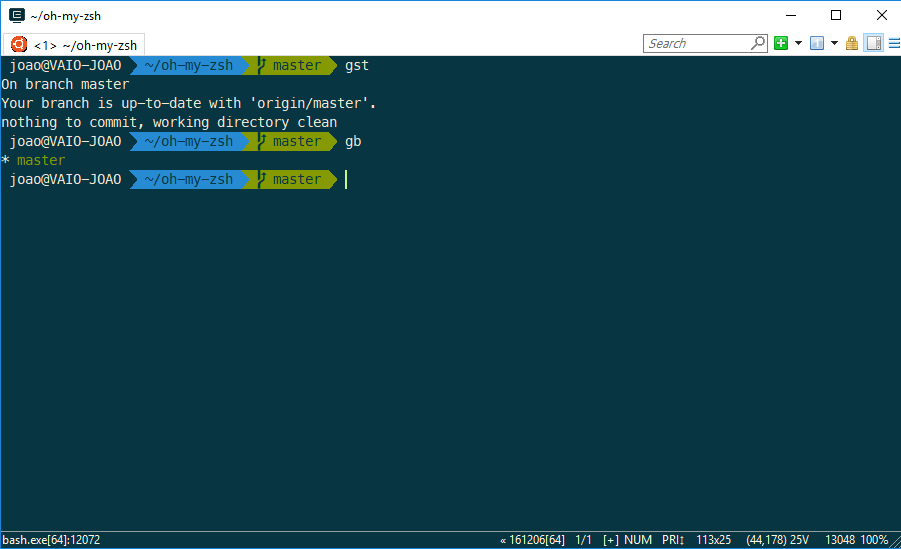 ~/oh-my-zsh
<1> ~/oh-my-zsh
Search
joao@VAIO-JOAO ~/oh-my-zsh master gst
On branch master
Your branch is up-to-date with 'origin/master'.
nothing to commit, working directory clean
joao@VAIO-JOAO ~/oh-my-zsh master gb
* master
joao@VAIO-JOAO ~/oh-my-zsh master
bash.exe[64]:12072 « 161206[64] 1/1 [+] NUM PRI↕ 113x25 (44,178) 25V 13048 100%